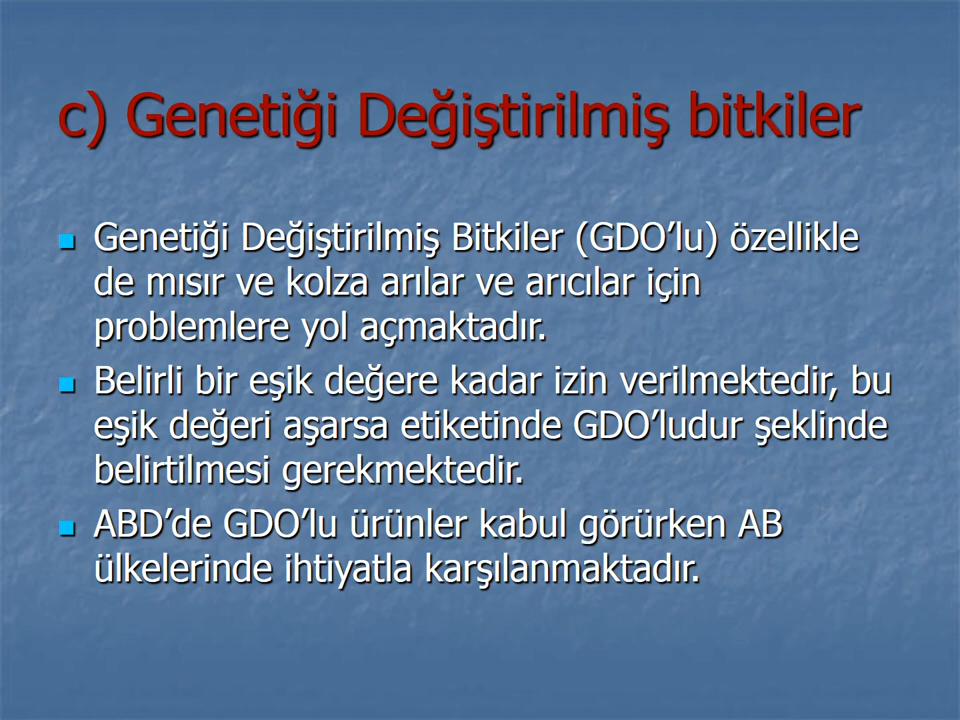 c) Genetiği Değiştirilmiş bitkiler
Genetiği Değiştirilmiş Bitkiler (GDO’lu) özellikle
de mısır ve kolza arılar ve arıcılar için
problemlere yol açmaktadır.
Belirli bir eşik değere kadar izin verilmektedir, bu
eşik değeri aşarsa etiketinde GDO’ludur şeklinde
belirtilmesi gerekmektedir.
ABD’de GDO’lu ürünler kabul görürken AB
ülkelerinde ihtiyatla karşılanmaktadır.